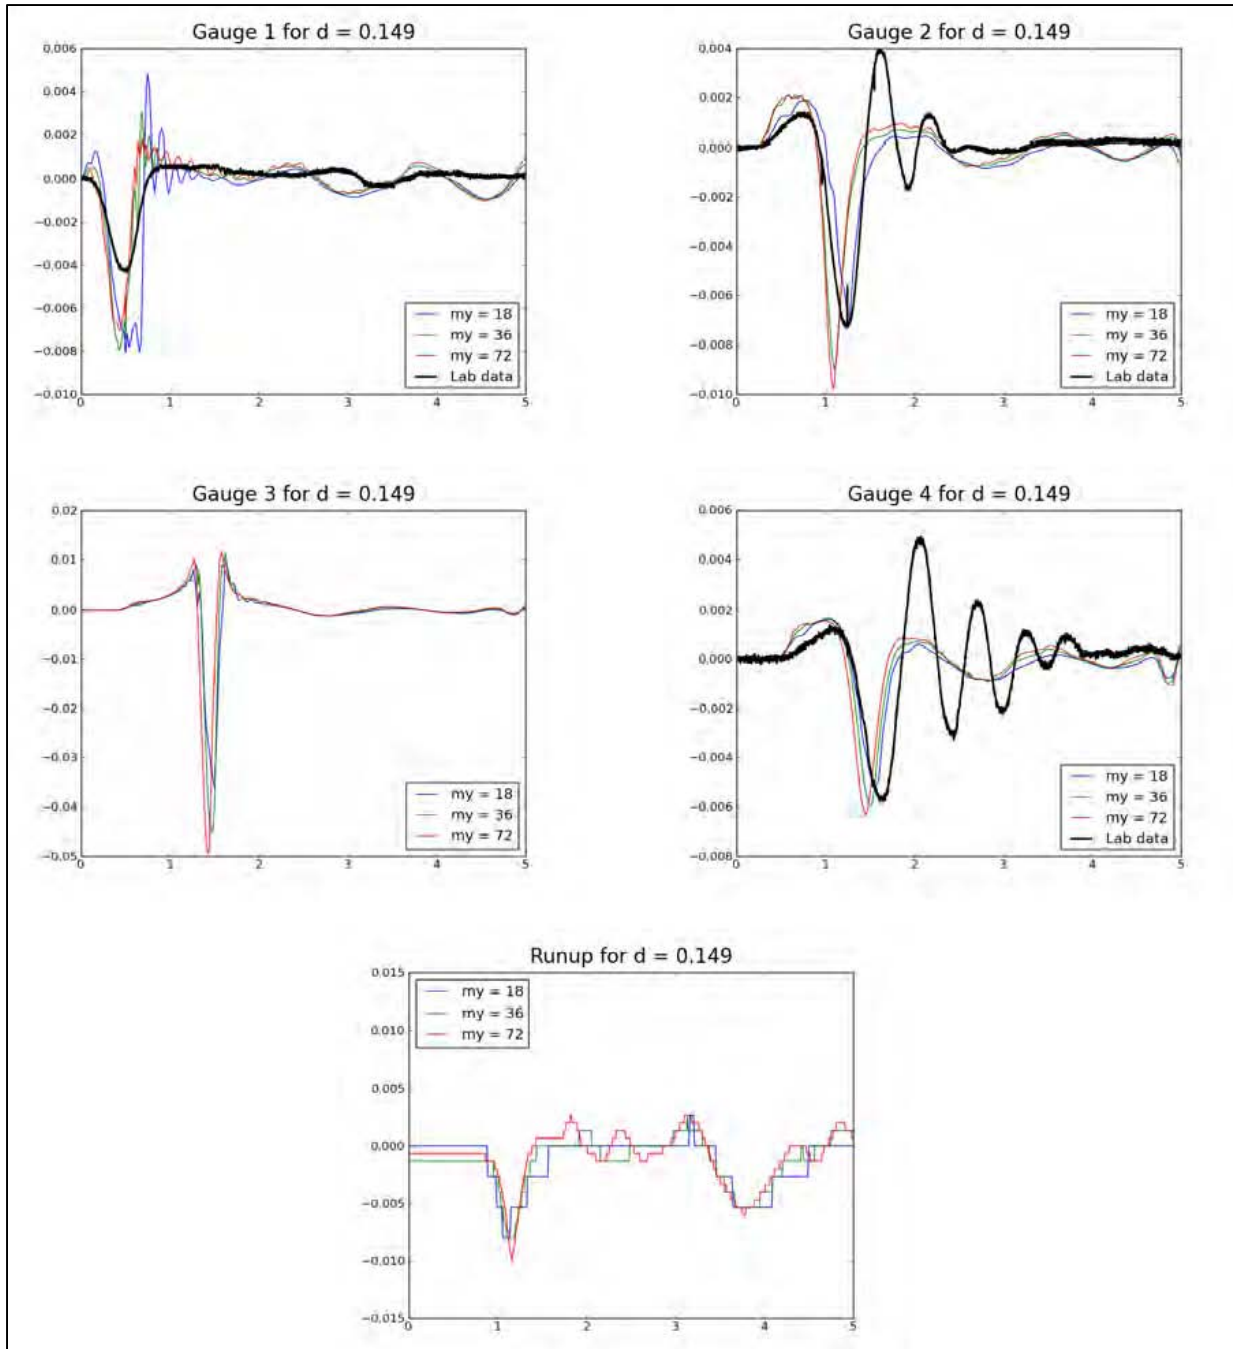 Gauge 1 for d = 0.149
0.006
0.004
0.002
0.000
−0.002
−0.004
−0.006
−0.008
−0.010
0 1 2 3 4 5
my = 18
my = 36
my = 72
Lab data
Gauge 2 for d = 0.149
0.004
0.002
0.000
−0.002
−0.004
−0.006
−0.008
−0.010
0 1 2 3 4 5
my = 18
my = 36
my = 72
Lab data
Gauge 3 for d = 0.149
0.02
0.01
0.00
−0.01
−0.02
−0.03
−0.04
−0.05
0 1 2 3 4 5
my = 18
my = 36
my = 72
Gauge 4 for d = 0.149
0.006
0.004
0.002
0.000
−0.002
−0.004
−0.006
−0.008
0 1 2 3 4 5
my = 18
my = 36
my = 72
Lab data
Runup for d = 0.149
0.015
0.010
0.005
0.000
−0.005
−0.010
−0.015
0 1 2 3 4 5
my = 18
my = 36
my = 72